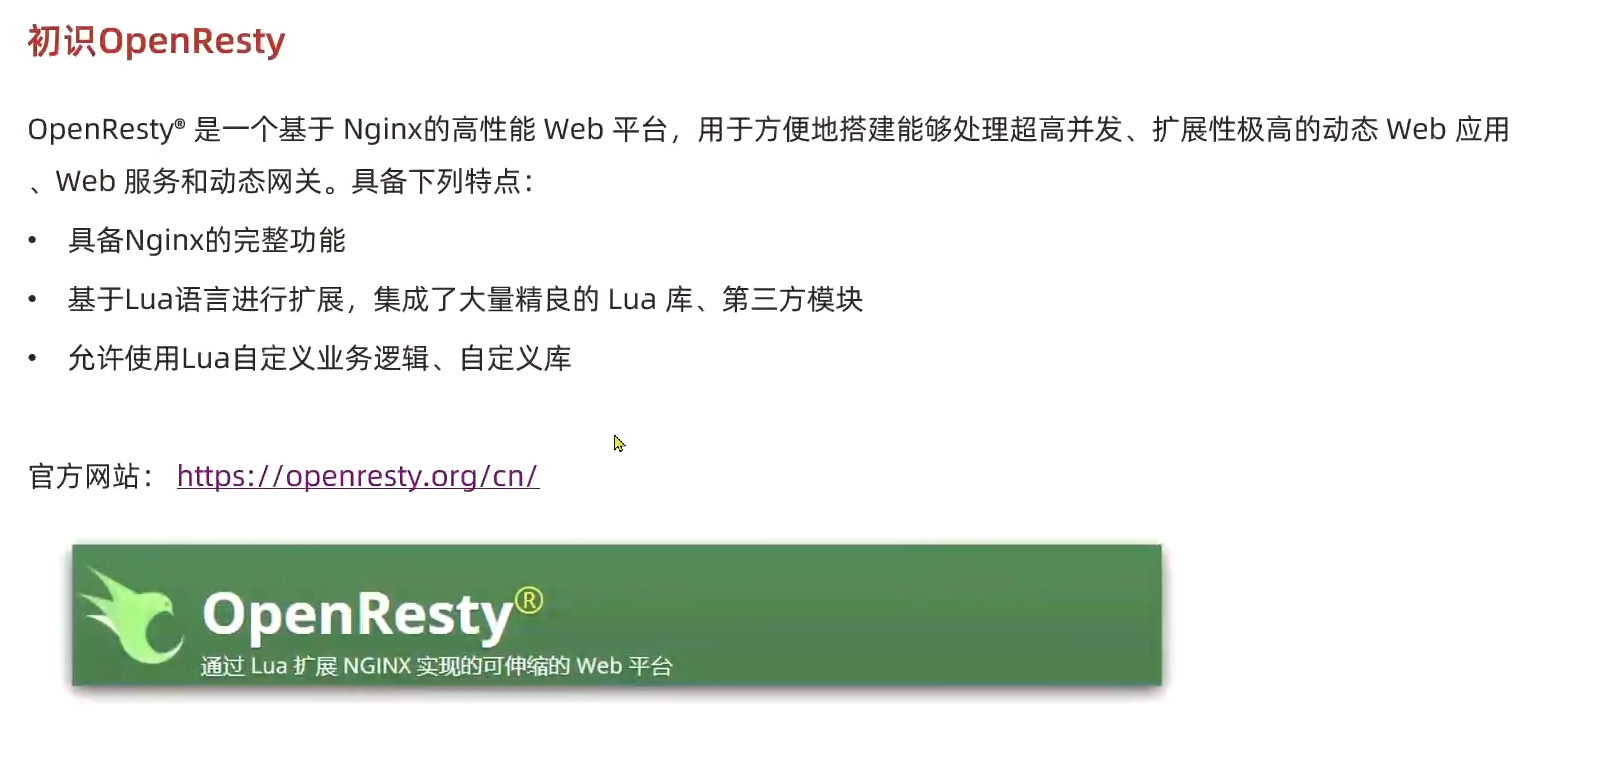 初识OpenResty
OpenResty® 是一个基于 Nginx的高性能 Web 平台，用于方便地搭建能够处理超高并发、扩展性极高的动态 Web 应用
、Web 服务和动态网关。具备下列特点：
• 具备Nginx的完整功能
• 基于Lua语言进行扩展，集成了大量精良的 Lua 库、第三方模块
• 允许使用Lua自定义业务逻辑、自定义库
官方网站： https://openresty.org/cn/
OpenResty®
通过 Lua 扩展 NGINX 实现的可伸缩的 Web 平台